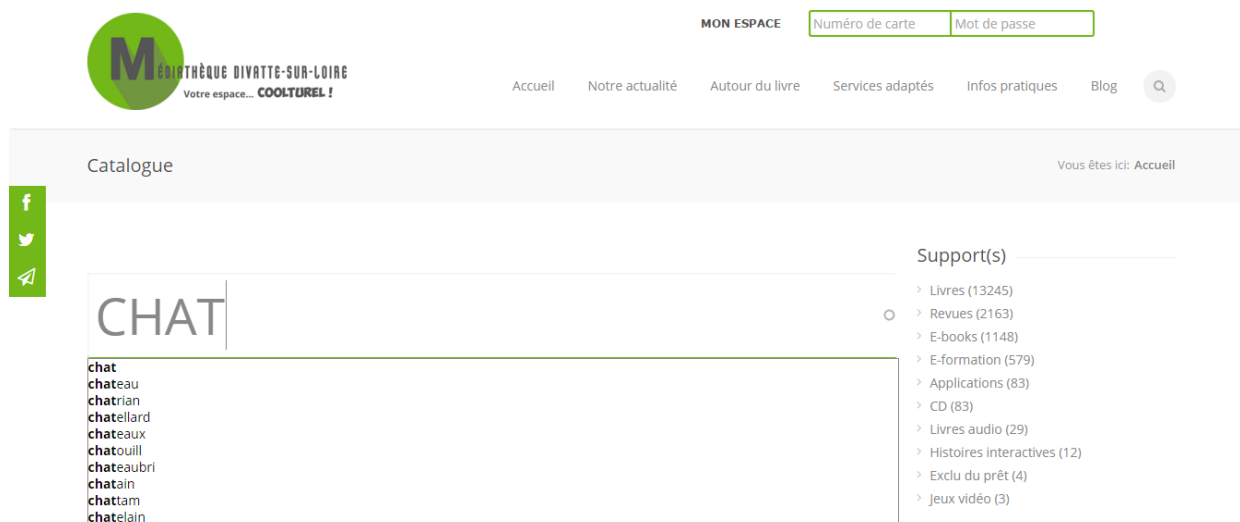 MON ESPACE Numéro de carte Mot de passe
MÉDIATHÈQUE DIVATTE-SUR-LOIRE
Votre espace... COOLTUREL !
Accueil Notre actualité Autour du livre Services adaptés Infos pratiques Blog
Catalogue
Vous êtes ici: Accueil
CHAT
chat
chateau
chatrian
chatellard
chateaux
chatouill
chateaubri
chatain
chattam
chatelain
Support(s)
Livres (13245)
Revues (2163)
E-books (1148)
E-formation (579)
Applications (83)
CD (83)
Livres audio (29)
Histoires interactives (12)
Exclu du prêt (4)
Jeux vidéo (3)